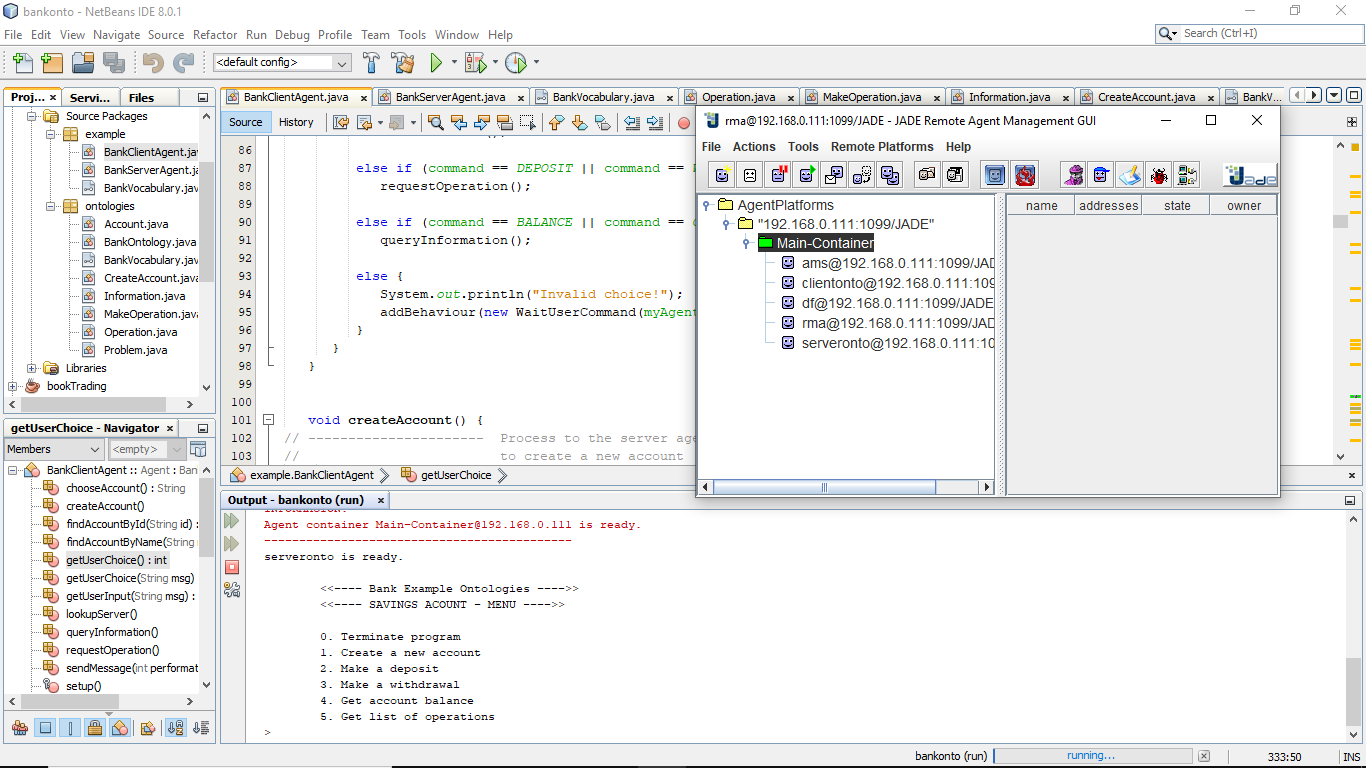 bankonto - NetBeans IDE 8.0.1
File Edit View Navigate Source Refactor Run Debug Profile Team Tools Window Help
Search (Ctrl+I)
<default config>
Proj... × Servi... Files
Source Packages
example
BankClientAgent.jav
BankServerAgent.j
BankVocabulary.jav
ontologies
Account.java
BankOntology.java
BankVocabulary.jav
CreateAccount.java
Information.java
MakeOperation.java
Operation.java
Problem.java
Libraries
bookTrading
getUserChoice - Navigator ×
Members <empty>
BankClientAgent :: Agent : Ban
chooseAccount() : String
createAccount()
findAccountById(String id) :
findAccountByName(String
getUserChoice() : int
getUserChoice(String msg)
getUserInput(String msg) :
lookupServer()
queryInformation()
requestOperation()
sendMessage(int performat
setup()
BankClientAgent.java × BankServerAgent.java × BankVocabulary.java × Operation.java × MakeOperation.java × Information.java × CreateAccount.java × BankV...
Source History
86
87 else if (command == DEPOSIT || command ==
88 requestOperation();
89
90 else if (command == BALANCE || command ==
91 queryInformation();
92
93 else {
94 System.out.println("Invalid choice!");
95 addBehaviour(new WaitUserCommand(myAgent
96 }
97 }
98 }
99
100
101 void createAccount() {
102 // ----------------------- Process to the server age
103 // to create a new account
example.BankClientAgent getUserChoice
rma@192.168.0.111:1099/JADE - JADE Remote Agent Management GUI
File Actions Tools Remote Platforms Help
Jade
AgentPlatforms
"192.168.0.111:1099/JADE"
Main-Container
ams@192.168.0.111:1099/JAD
clientonto@192.168.0.111:109
df@192.168.0.111:1099/JADE
rma@192.168.0.111:1099/JAD
serveronto@192.168.0.111:10
name addresses state owner
Output - bankonto (run) ×
Agent container Main-Container@192.168.0.111 is ready.
--------------------------------------------
serveronto is ready.
<<---- Bank Example Ontologies ---->>
<<---- SAVINGS ACOUNT - MENU ---->>
0. Terminate program
1. Create a new account
2. Make a deposit
3. Make a withdrawal
4. Get account balance
5. Get list of operations
>
bankonto (run) running... 333:50 INS